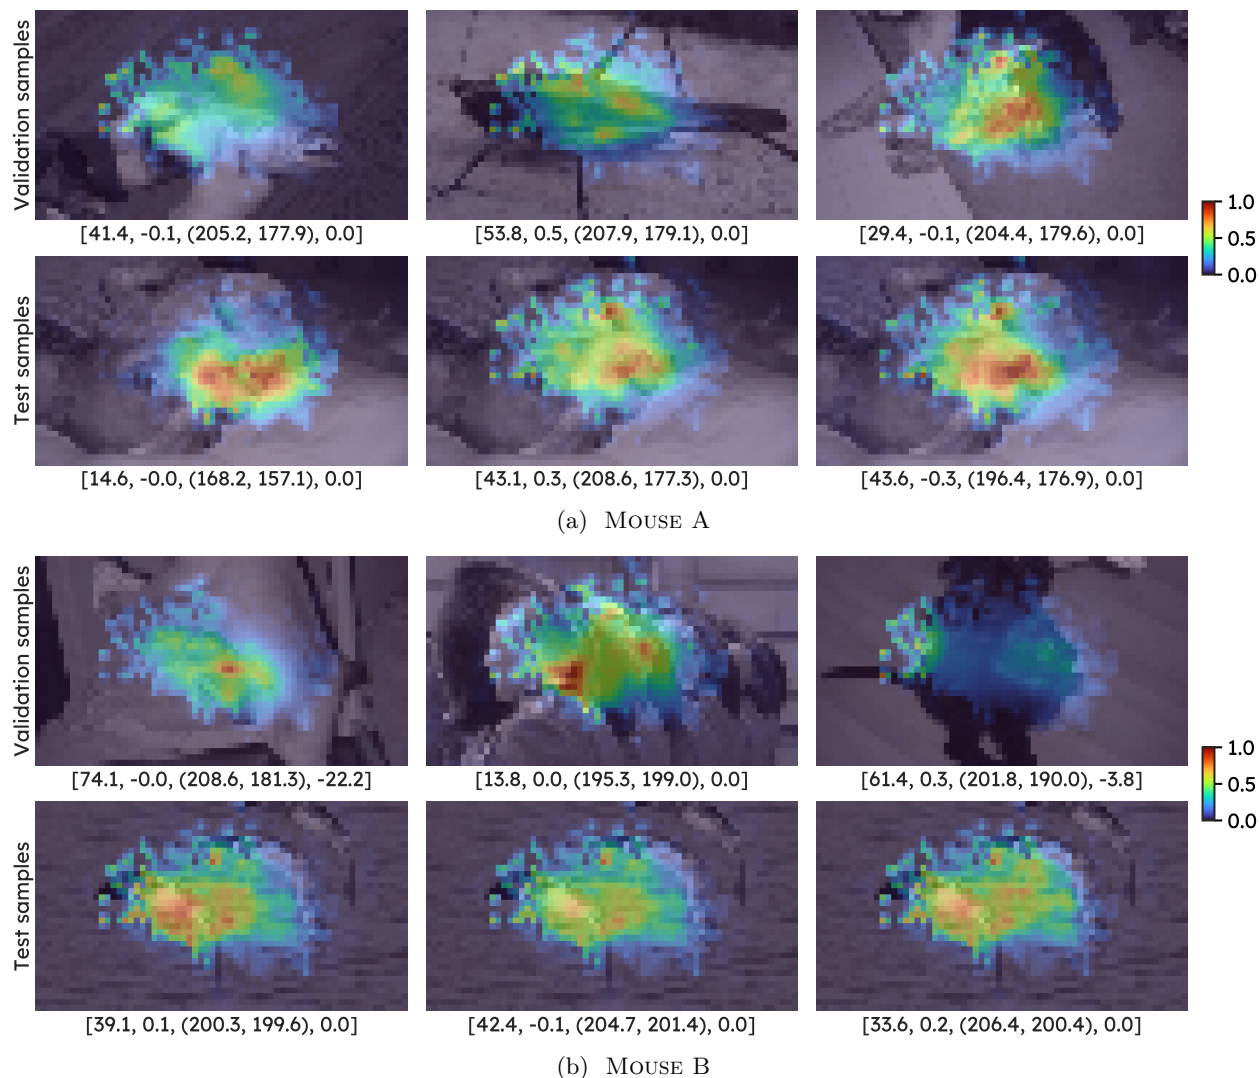 Validation samples
[41.4, -0.1, (205.2, 177.9), 0.0]
[53.8, 0.5, (207.9, 179.1), 0.0]
[29.4, -0.1, (204.4, 179.6), 0.0]
1.0
0.5
0.0
Test samples
[14.6, -0.0, (168.2, 157.1), 0.0]
[43.1, 0.3, (208.6, 177.3), 0.0]
[43.6, -0.3, (196.4, 176.9), 0.0]
(a) MOUSE A
Validation samples
[74.1, -0.0, (208.6, 181.3), -22.2]
[13.8, 0.0, (195.3, 199.0), 0.0]
[61.4, 0.3, (201.8, 190.0), -3.8]
1.0
0.5
0.0
Test samples
[39.1, 0.1, (200.3, 199.6), 0.0]
[42.4, -0.1, (204.7, 201.4), 0.0]
[33.6, 0.2, (206.4, 200.4), 0.0]
(b) MOUSE B